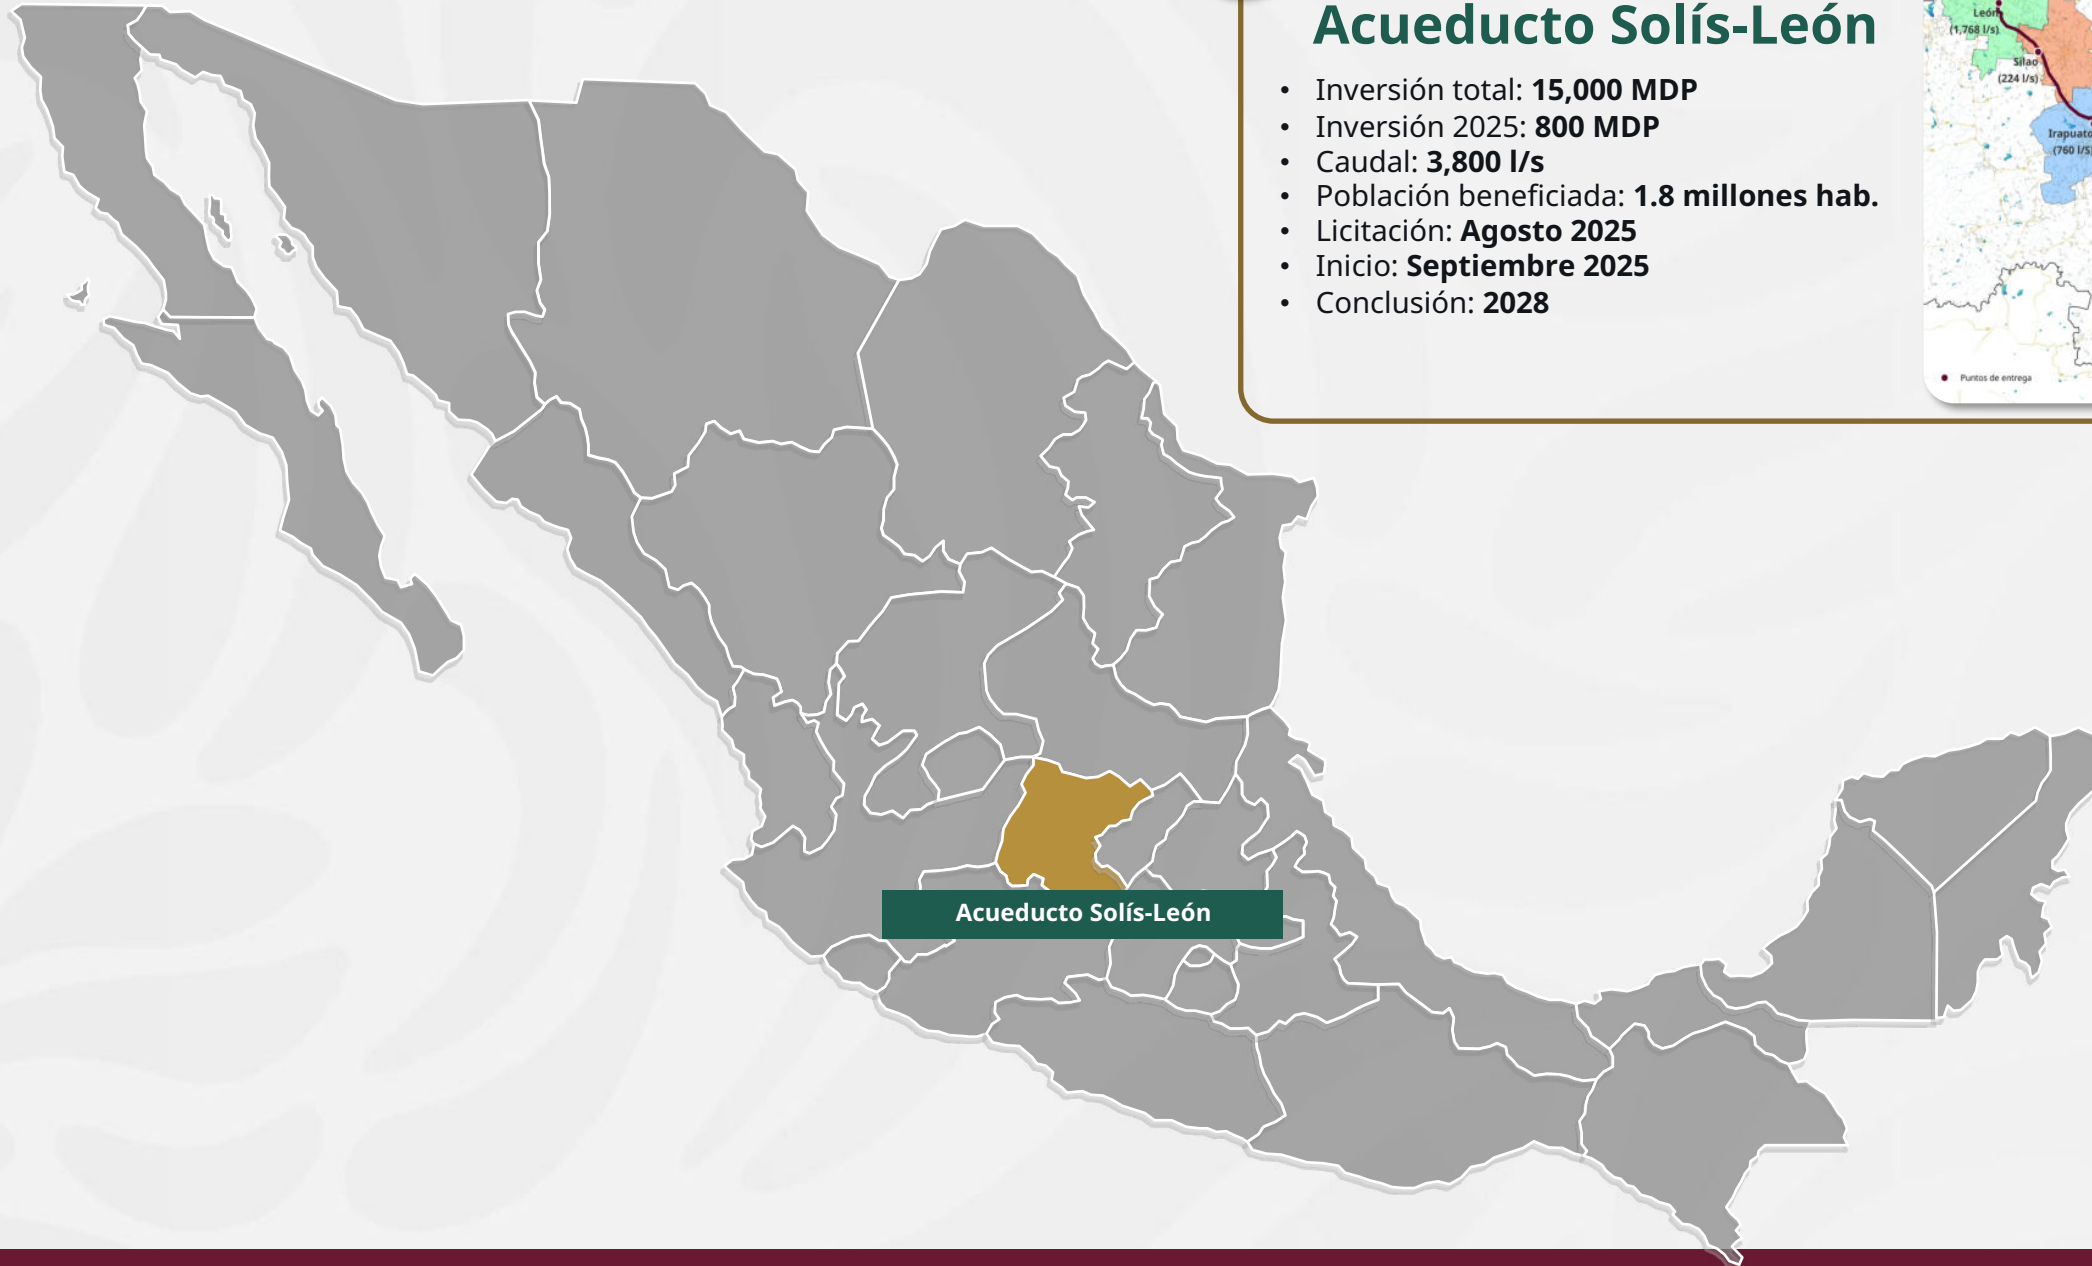 Acueducto Solís-León
• Inversión total: 15,000 MDP
• Inversión 2025: 800 MDP
• Caudal: 3,800 l/s
• Población beneficiada: 1.8 millones hab.
• Licitación: Agosto 2025
• Inicio: Septiembre 2025
• Conclusión: 2028
León
(1,768 l/s)
Silao
(224 l/s)
Irapuato
(760 l/s)
Puntos de entrega
Acueducto Solís-León